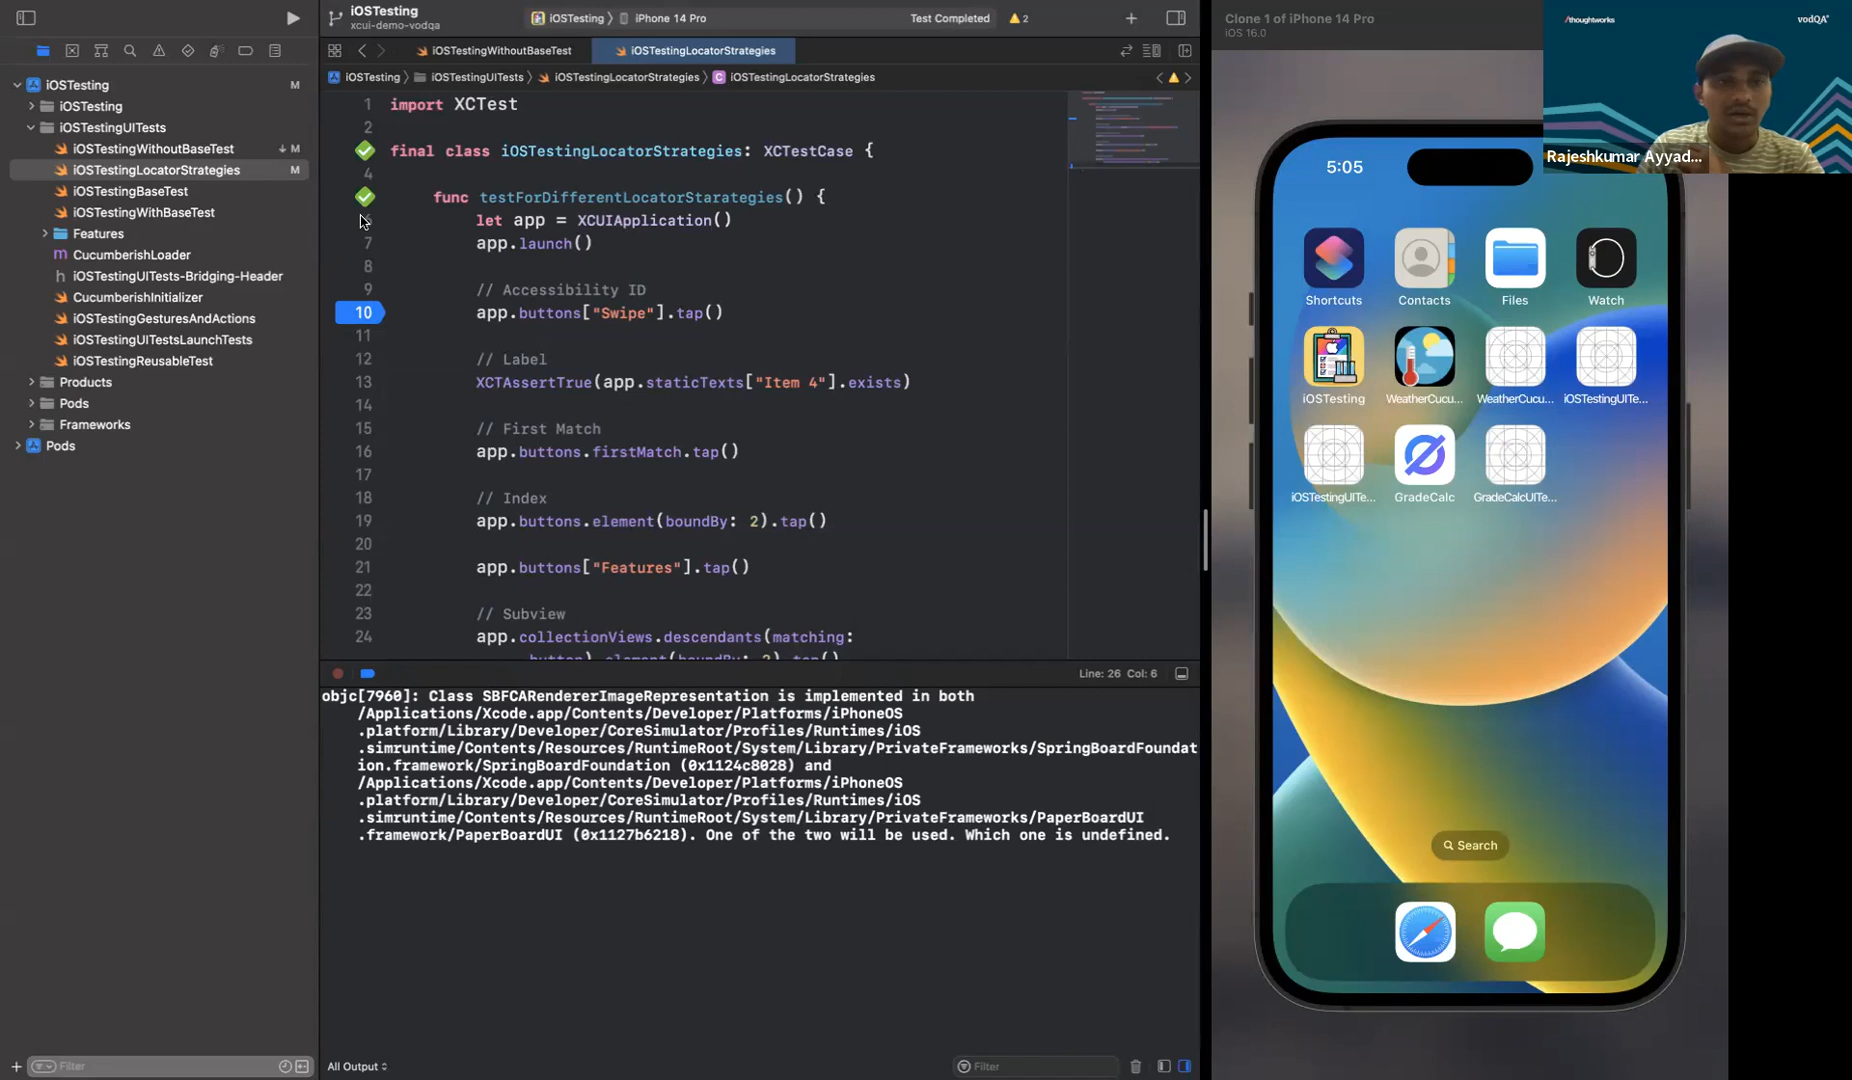 iOSTesting
xcui-demo-vodqa
iOSTesting
iPhone 14 Pro
Test Completed
2
iOSTestingWithoutBaseTest
iOSTestingLocatorStrategies
iOSTesting
iOSTestingUITests
iOSTestingLocatorStrategies
iOSTestingLocatorStrategies
iOSTesting M
iOSTesting
iOSTestingUITests
iOSTestingWithoutBaseTest M
iOSTestingLocatorStrategies M
iOSTestingBaseTest
iOSTestingWithBaseTest
Features
CucumberishLoader
iOSTestingUITests-Bridging-Header
CucumberishInitializer
iOSTestingGesturesAndActions
iOSTestingUITestsLaunchTests
iOSTestingReusableTest
Products
Pods
Frameworks
Pods
Filter
1 import XCTest
2
final class iOSTestingLocatorStrategies: XCTestCase {
4
func testForDifferentLocatorStarategies() {
let app = XCUIApplication()
7 app.launch()
8
9 // Accessibility ID
10 app.buttons["Swipe"].tap()
11
12 // Label
13 XCTAssertTrue(app.staticTexts["Item 4"].exists)
14
15 // First Match
16 app.buttons.firstMatch.tap()
17
18 // Index
19 app.buttons.element(boundBy: 2).tap()
20
21 app.buttons["Features"].tap()
22
23 // Subview
24 app.collectionViews.descendants(matching:
.button).element(boundBy: 2).tap()
Line: 26 Col: 6
objc[7960]: Class SBFCARendererImageRepresentation is implemented in both
/Applications/Xcode.app/Contents/Developer/Platforms/iPhoneOS
.platform/Library/Developer/CoreSimulator/Profiles/Runtimes/iOS
.simruntime/Contents/Resources/RuntimeRoot/System/Library/PrivateFrameworks/SpringBoardFoundat
ion.framework/SpringBoardFoundation (0x1124c8028) and
/Applications/Xcode.app/Contents/Developer/Platforms/iPhoneOS
.platform/Library/Developer/CoreSimulator/Profiles/Runtimes/iOS
.simruntime/Contents/Resources/RuntimeRoot/System/Library/PrivateFrameworks/PaperBoardUI
.framework/PaperBoardUI (0x1127b6218). One of the two will be used. Which one is undefined.
All Output
Filter
Clone 1 of iPhone 14 Pro
iOS 16.0
/thoughtworks
vodQA
Rajeshkumar Ayyad...
5:05
Shortcuts
Contacts
Files
Watch
iOSTesting
WeatherCucu...
WeatherCucu...
iOSTestingUITe...
iOSTestingUITe...
GradeCalc
GradeCalcUITe...
Search